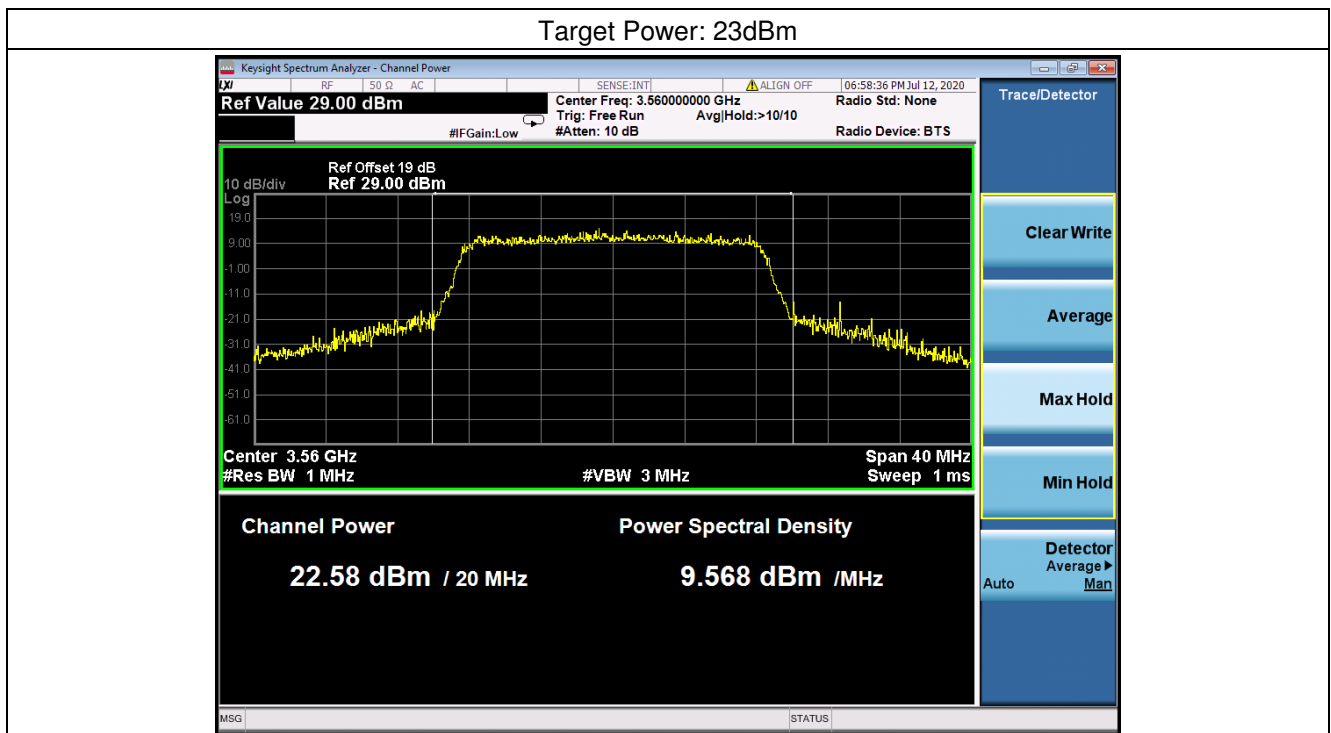 Target Power: 23dBm
Keysight Spectrum Analyzer - Channel Power
LXI RF 50 Ω AC SENSE:INT ALIGN OFF 06:58:36 PM Jul 12, 2020
Ref Value 29.00 dBm
Center Freq: 3.560000000 GHz Radio Std: None
Trig: Free Run Avg|Hold:>10/10
#IFGain:Low #Atten: 10 dB Radio Device: BTS
Ref Offset 19 dB
10 dB/div Ref 29.00 dBm
Log
19.0
9.00
-1.00
-11.0
-21.0
-31.0
-41.0
-51.0
-61.0
Center 3.56 GHz Span 40 MHz
#Res BW 1 MHz #VBW 3 MHz Sweep 1 ms
Channel Power Power Spectral Density
22.58 dBm / 20 MHz 9.568 dBm /MHz
MSG STATUS
Trace/Detector
Clear Write
Average
Max Hold
Min Hold
Detector
Average
Auto Man